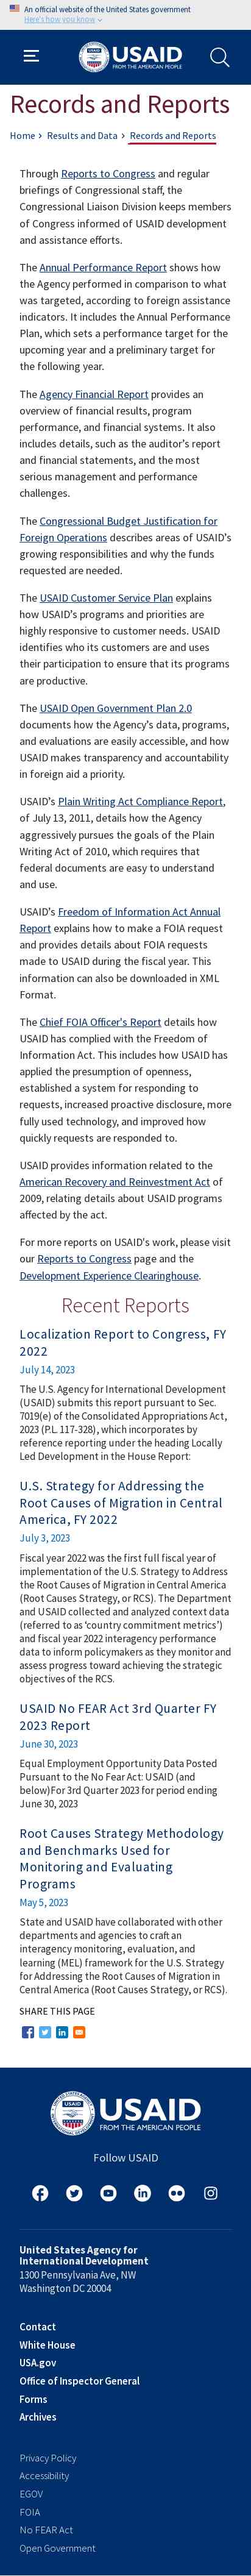 An official website of the United States government
Here's how you know
USAID
FROM THE AMERICAN PEOPLE
Records and Reports
Home › Results and Data › Records and Reports
Through Reports to Congress and regular
briefings of Congressional staff, the
Congressional Liaison Division keeps members
of Congress informed of USAID development
and assistance efforts.
The Annual Performance Report shows how
the Agency performed in comparison to what
was targeted, according to foreign assistance
indicators. It includes the Annual Performance
Plan, which sets a performance target for the
upcoming year and a preliminary target for
the following year.
The Agency Financial Report provides an
overview of financial results, program
performance, and financial systems. It also
includes details, such as the auditor's report
and financial statements, and the most
serious management and performance
challenges.
The Congressional Budget Justification for
Foreign Operations describes areas of USAID's
growing responsibilities and why the funds
requested are needed.
The USAID Customer Service Plan explains
how USAID's programs and priorities are
highly responsive to customer needs. USAID
identifies who its customers are and uses
their participation to ensure that its programs
are productive.
The USAID Open Government Plan 2.0
documents how the Agency's data, programs,
and evaluations are easily accessible, and how
USAID makes transparency and accountability
in foreign aid a priority.
USAID's Plain Writing Act Compliance Report,
of July 13, 2011, details how the Agency
aggressively pursues the goals of the Plain
Writing Act of 2010, which requires that
federal documents be easy to understand
and use.
USAID's Freedom of Information Act Annual
Report explains how to make a FOIA request
and provides details about FOIA requests
made to USAID during the fiscal year. This
information can also be downloaded in XML
Format.
The Chief FOIA Officer's Report details how
USAID has complied with the Freedom of
Information Act. This includes how USAID has
applied the presumption of openness,
established a system for responding to
requests, increased proactive disclosure, more
fully used technology, and improved how
quickly requests are responded to.
USAID provides information related to the
American Recovery and Reinvestment Act of
2009, relating details about USAID programs
affected by the act.
For more reports on USAID's work, please visit
our Reports to Congress page and the
Development Experience Clearinghouse.
Recent Reports
Localization Report to Congress, FY
2022
July 14, 2023
The U.S. Agency for International Development
(USAID) submits this report pursuant to Sec.
7019(e) of the Consolidated Appropriations Act,
2023 (P.L. 117-328), which incorporates by
reference reporting under the heading Locally
Led Development in the House Report:
U.S. Strategy for Addressing the
Root Causes of Migration in Central
America, FY 2022
July 3, 2023
Fiscal year 2022 was the first full fiscal year of
implementation of the U.S. Strategy to Address
the Root Causes of Migration in Central America
(Root Causes Strategy, or RCS). The Department
and USAID collected and analyzed context data
(referred to as 'country commitment metrics')
and fiscal year 2022 interagency performance
data to inform policymakers as they monitor and
assess progress toward achieving the strategic
objectives of the RCS.
USAID No FEAR Act 3rd Quarter FY
2023 Report
June 30, 2023
Equal Employment Opportunity Data Posted
Pursuant to the No Fear Act: USAID (and
below)For 3rd Quarter 2023 for period ending
June 30, 2023
Root Causes Strategy Methodology
and Benchmarks Used for
Monitoring and Evaluating
Programs
May 5, 2023
State and USAID have collaborated with other
departments and agencies to craft an
interagency monitoring, evaluation, and
learning (MEL) framework for the U.S. Strategy
for Addressing the Root Causes of Migration in
Central America (Root Causes Strategy, or RCS).
SHARE THIS PAGE
USAID
FROM THE AMERICAN PEOPLE
Follow USAID
United States Agency for
International Development
1300 Pennsylvania Ave, NW
Washington DC 20004
Contact
White House
USA.gov
Office of Inspector General
Forms
Archives
Privacy Policy
Accessibility
EGOV
FOIA
No FEAR Act
Open Government